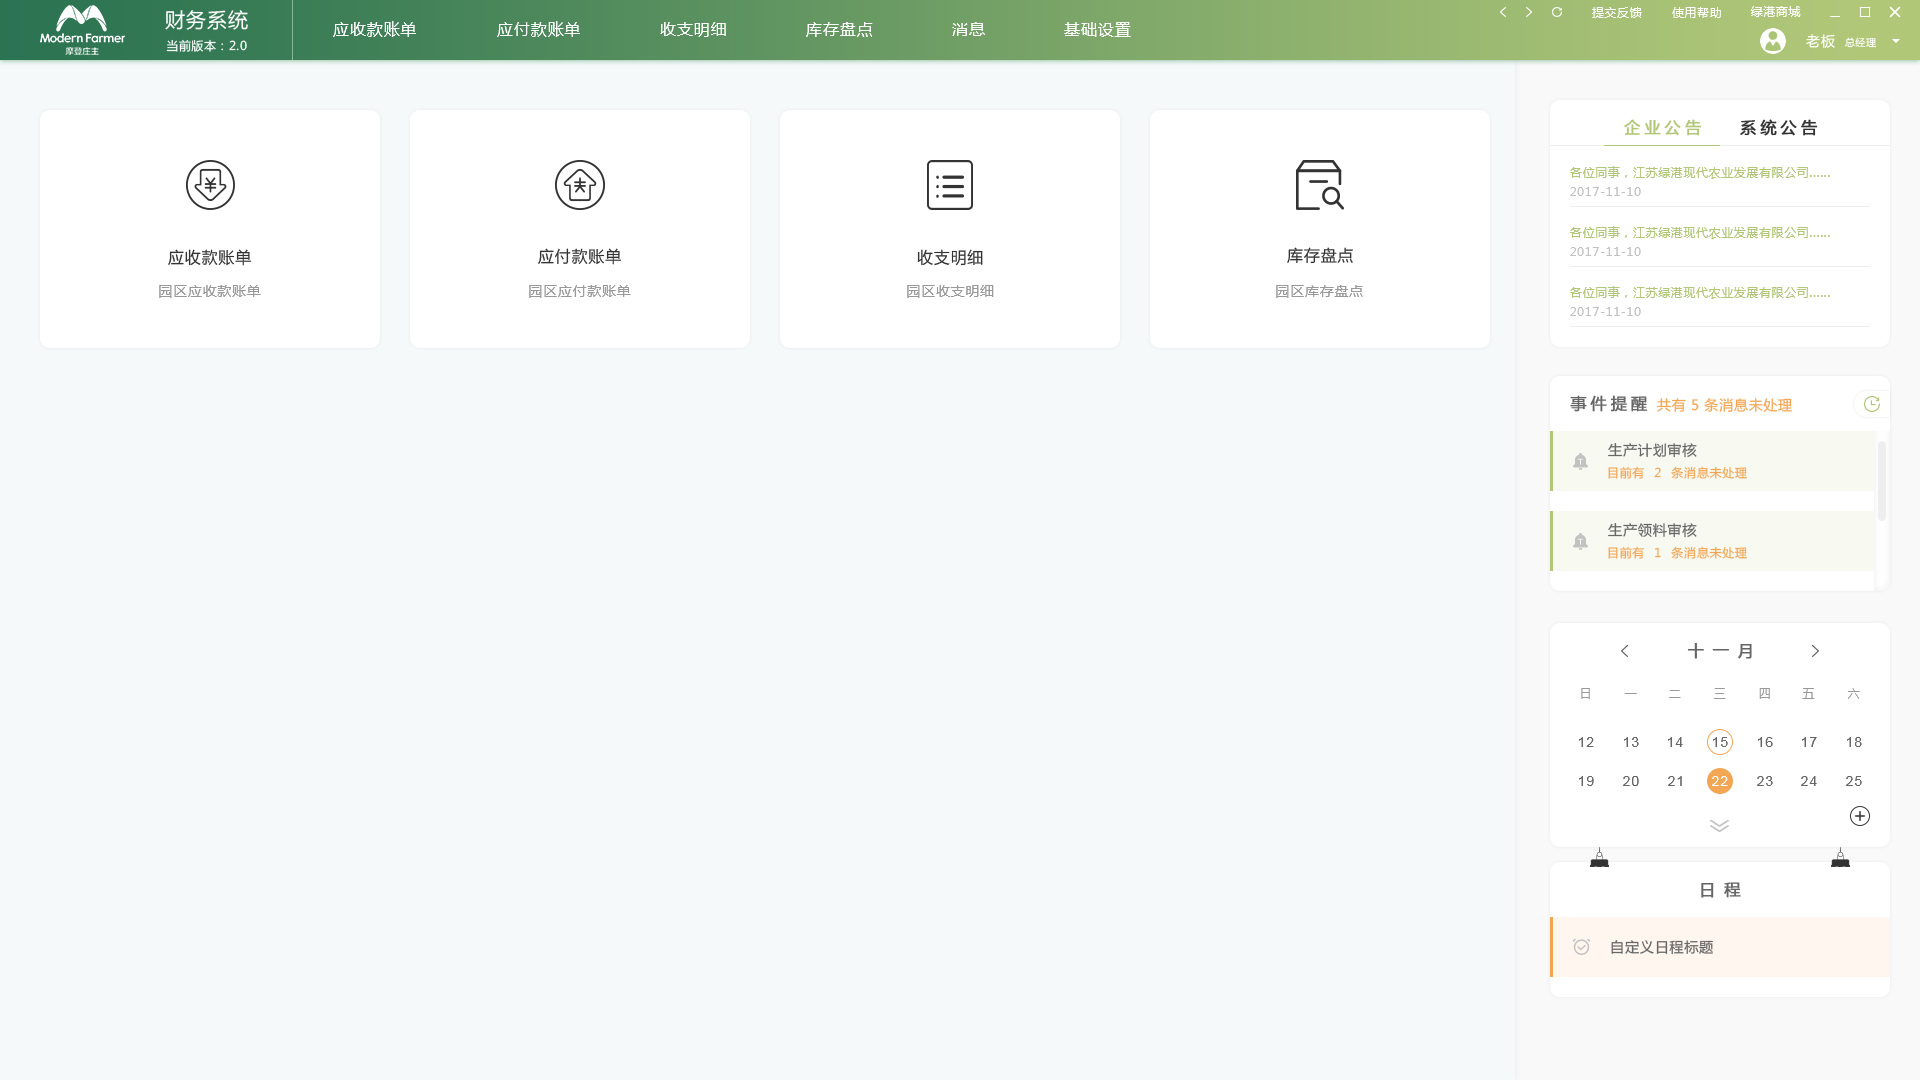 Modern Farmer
摩登庄主
财务系统
当前版本：2.0
应收款账单
应付款账单
收支明细
库存盘点
消息
基础设置
提交反馈
使用帮助
绿港商城
老板 总经理
应收款账单
园区应收款账单
应付款账单
园区应付款账单
收支明细
园区收支明细
库存盘点
园区库存盘点
企业公告 系统公告
各位同事，江苏绿港现代农业发展有限公司......
2017-11-10
各位同事，江苏绿港现代农业发展有限公司......
2017-11-10
各位同事，江苏绿港现代农业发展有限公司......
2017-11-10
事件提醒 共有 5 条消息未处理
生产计划审核
目前有 2 条消息未处理
生产领料审核
目前有 1 条消息未处理
十一月
日 一 二 三 四 五 六
12 13 14 15 16 17 18
19 20 21 22 23 24 25
日程
自定义日程标题